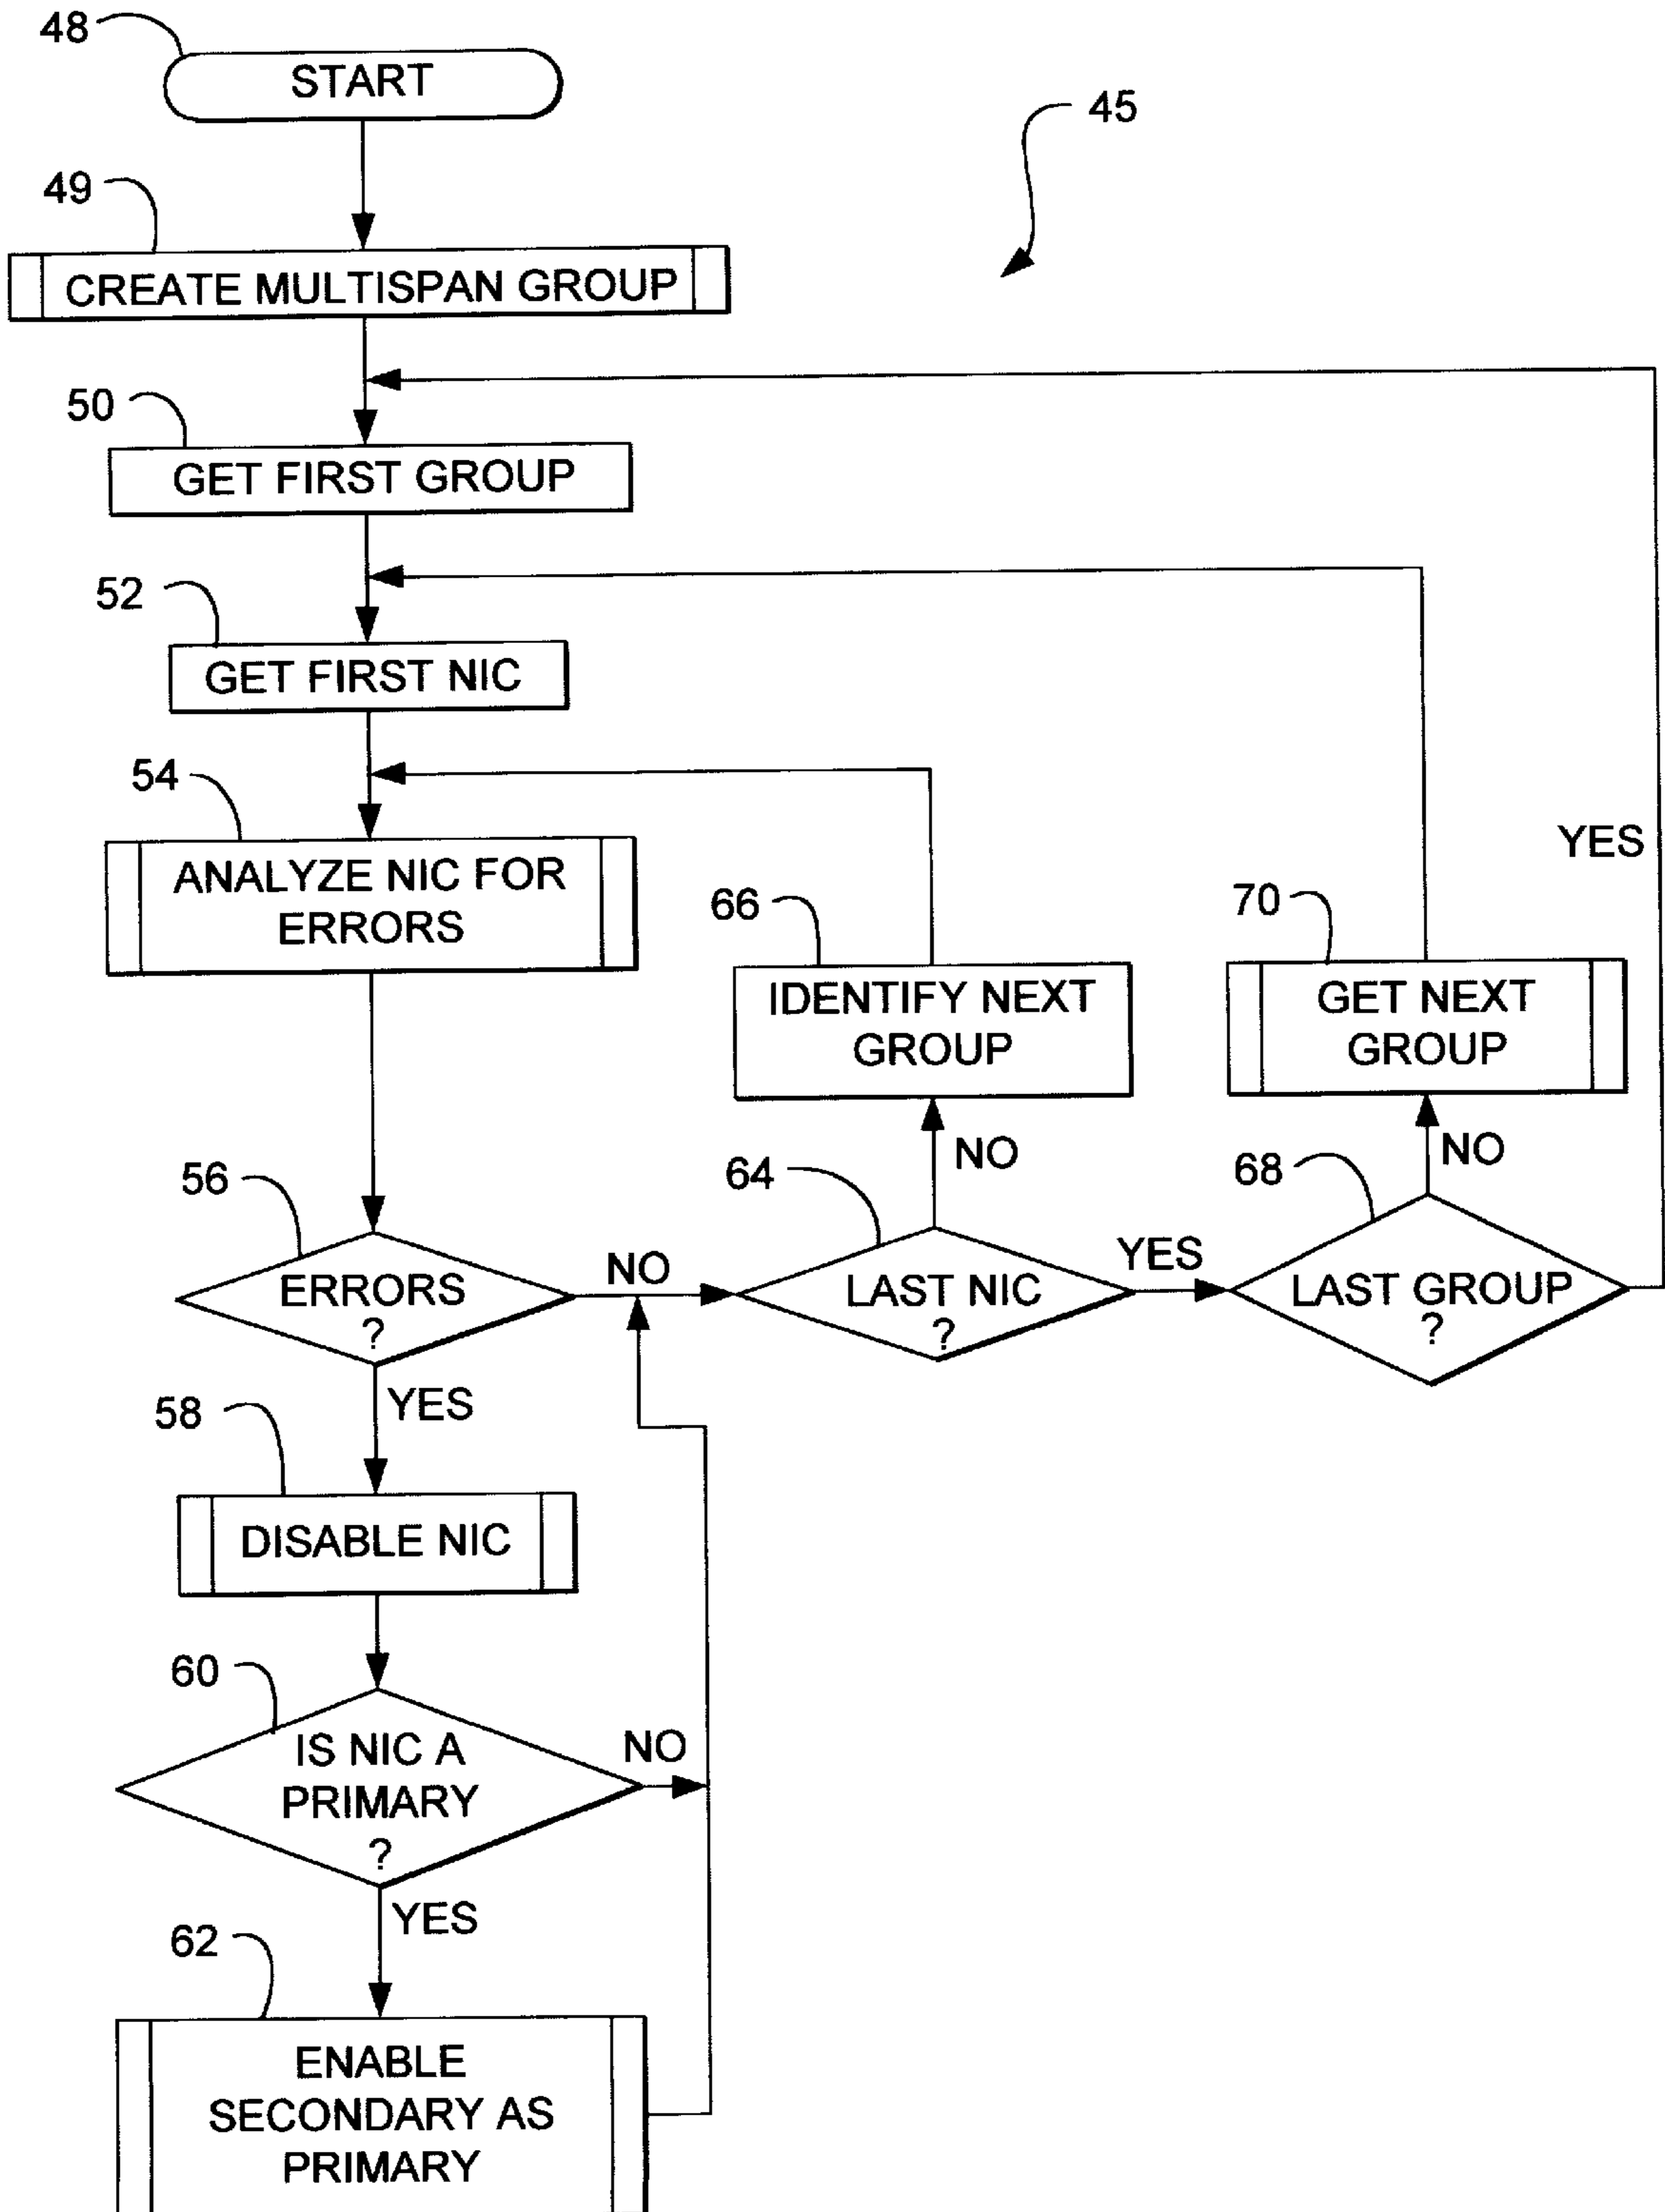 48
START
45
49
CREATE MULTISPAN GROUP
50
GET FIRST GROUP
52
GET FIRST NIC
54
ANALYZE NIC FOR
ERRORS
YES
66
IDENTIFY NEXT
GROUP
70
GET NEXT
GROUP
NO
NO
56
ERRORS
?
NO
64
LAST NIC
?
YES
68
LAST GROUP
?
YES
58
DISABLE NIC
60
IS NIC A
PRIMARY
?
NO
YES
62
ENABLE
SECONDARY AS
PRIMARY